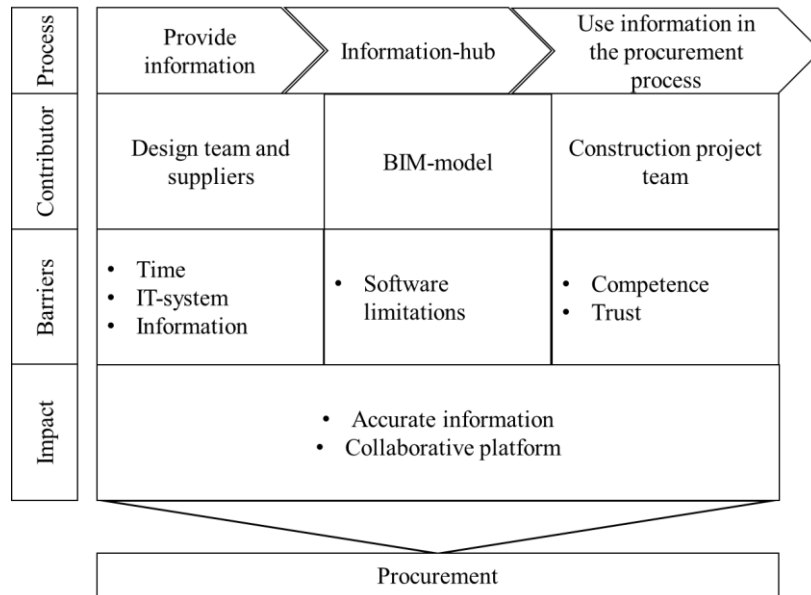 Process
Provide
information
Information-hub
Use information in
the procurement
process
Contributor
Design team and
suppliers
BIM-model
Construction project
team
Barriers
• Time
• IT-system
• Information
• Software
limitations
• Competence
• Trust
Impact
• Accurate information
• Collaborative platform
Procurement